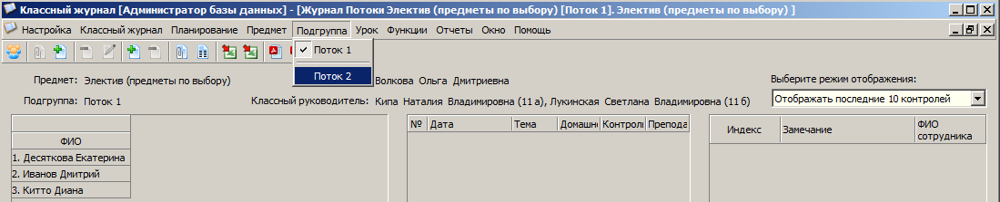 Классный журнал [Администратор базы данных] - [Журнал Потоки Электив (предметы по выбору) [Поток 1]. Электив (предметы по выбору) ]
Настройка Классный журнал Планирование Предмет Подгруппа Урок Функции Отчеты Окно Помощь
Поток 1
Поток 2
Предмет: Электив (предметы по выбору) Волкова Ольга Дмитриевна
Выберите режим отображения:
Подгруппа: Поток 1 Классный руководитель: Кипа Наталия Владимировна (11 а), Лукинская Светлана Владимировна (11 б)
Отображать последние 10 контролей
№ Дата Тема Домашн Контрол Препода
Индекс Замечание ФИО сотрудника
ФИО
1. Десяткова Екатерина
2. Иванов Дмитрий
3. Китто Диана